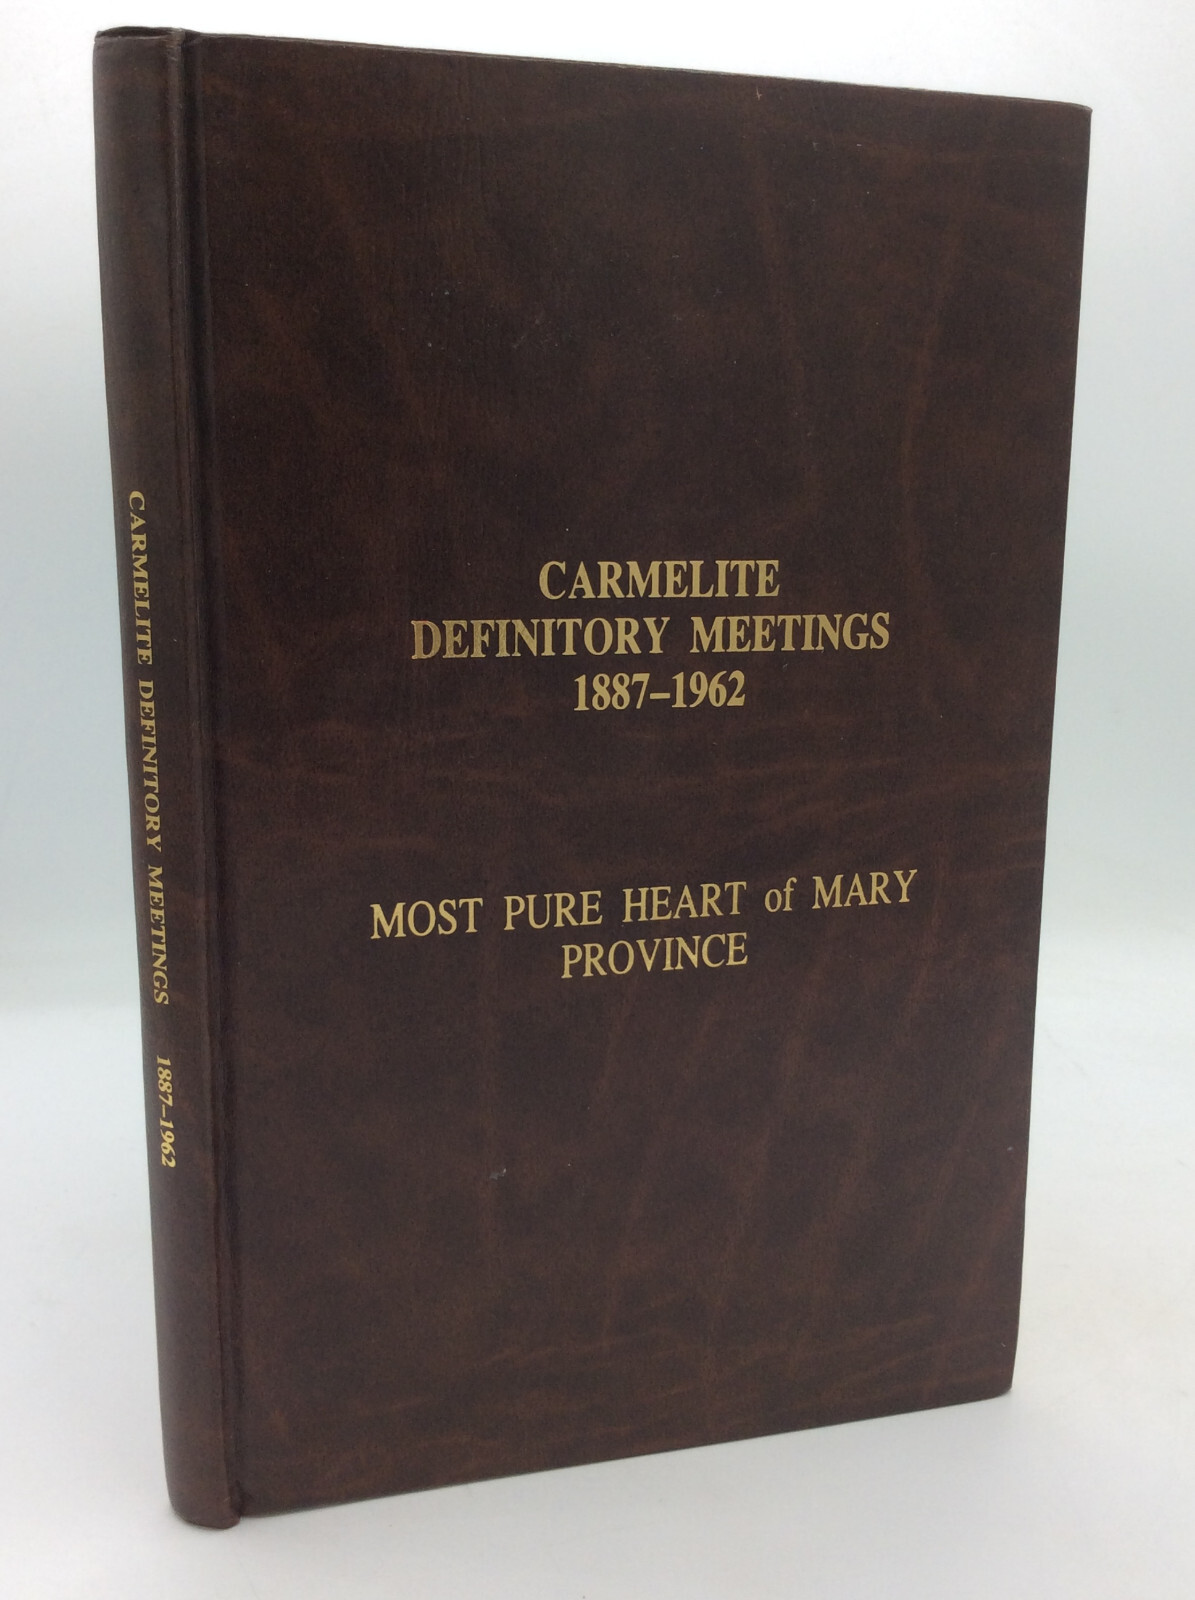 CARMELITE DEFINITORY MEETINGS 1887–1962
CARMELITE
DEFINITORY MEETINGS
1887–1962
MOST PURE HEART of MARY
PROVINCE